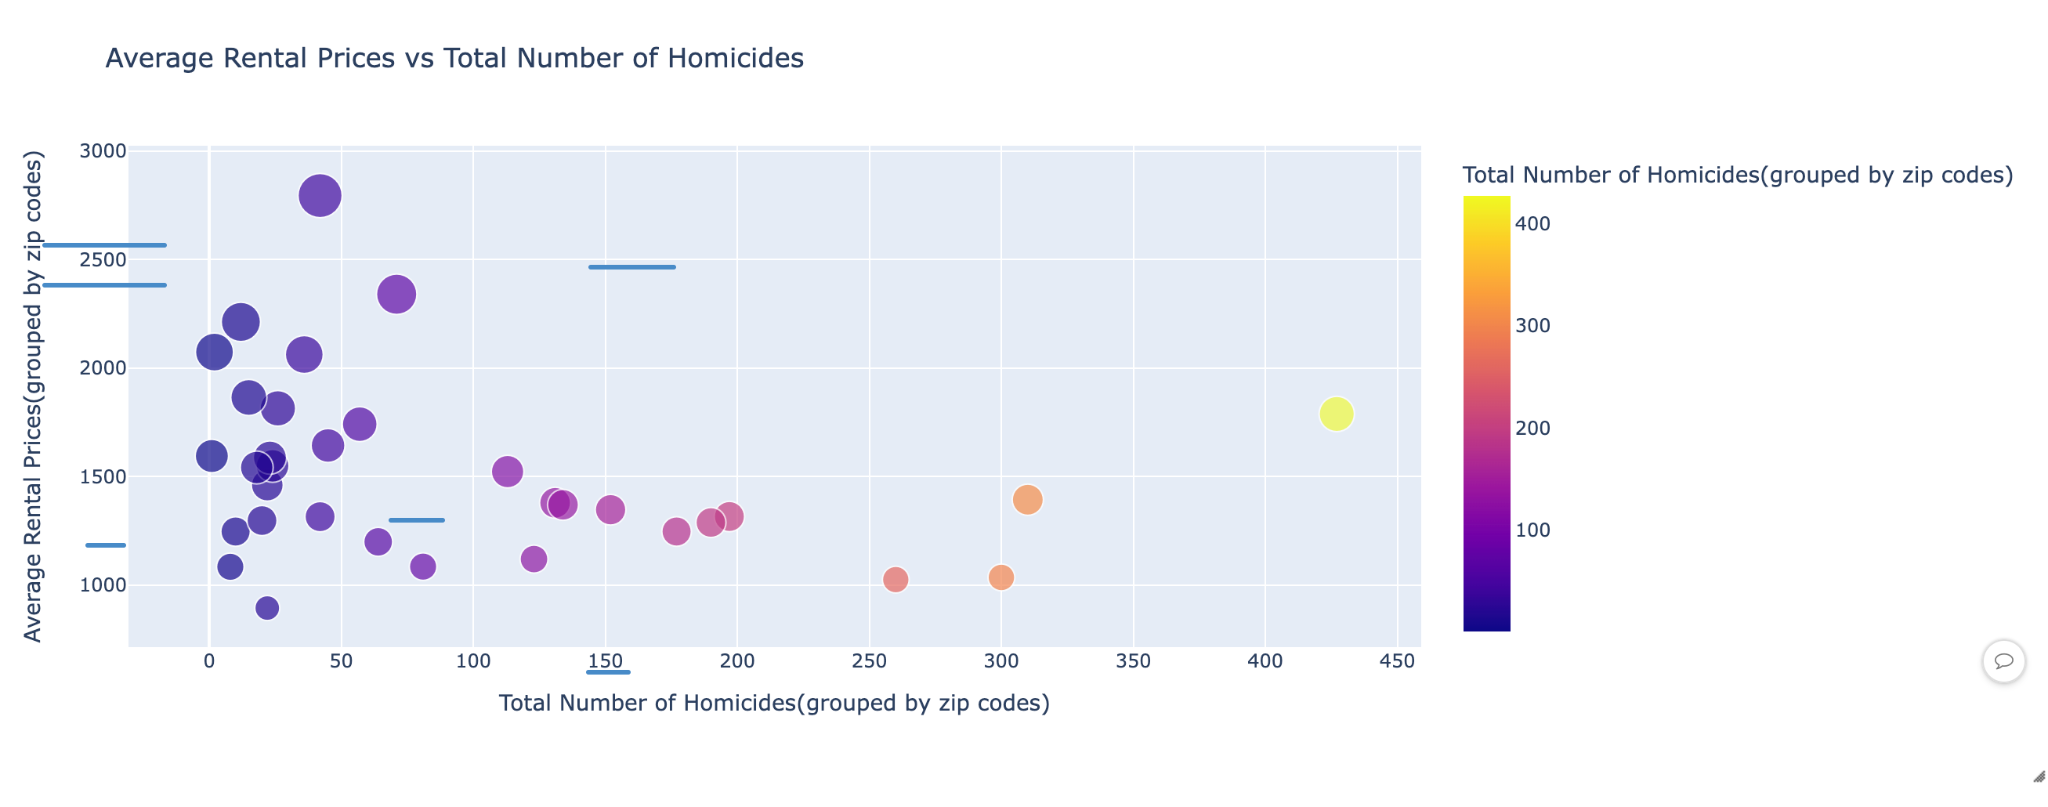 Average Rental Prices vs Total Number of Homicides
Average Rental Prices(grouped by zip codes)
3000
2500
2000
1500
1000
0 50 100 150 200 250 300 350 400 450
Total Number of Homicides(grouped by zip codes)
Total Number of Homicides(grouped by zip codes)
400
300
200
100